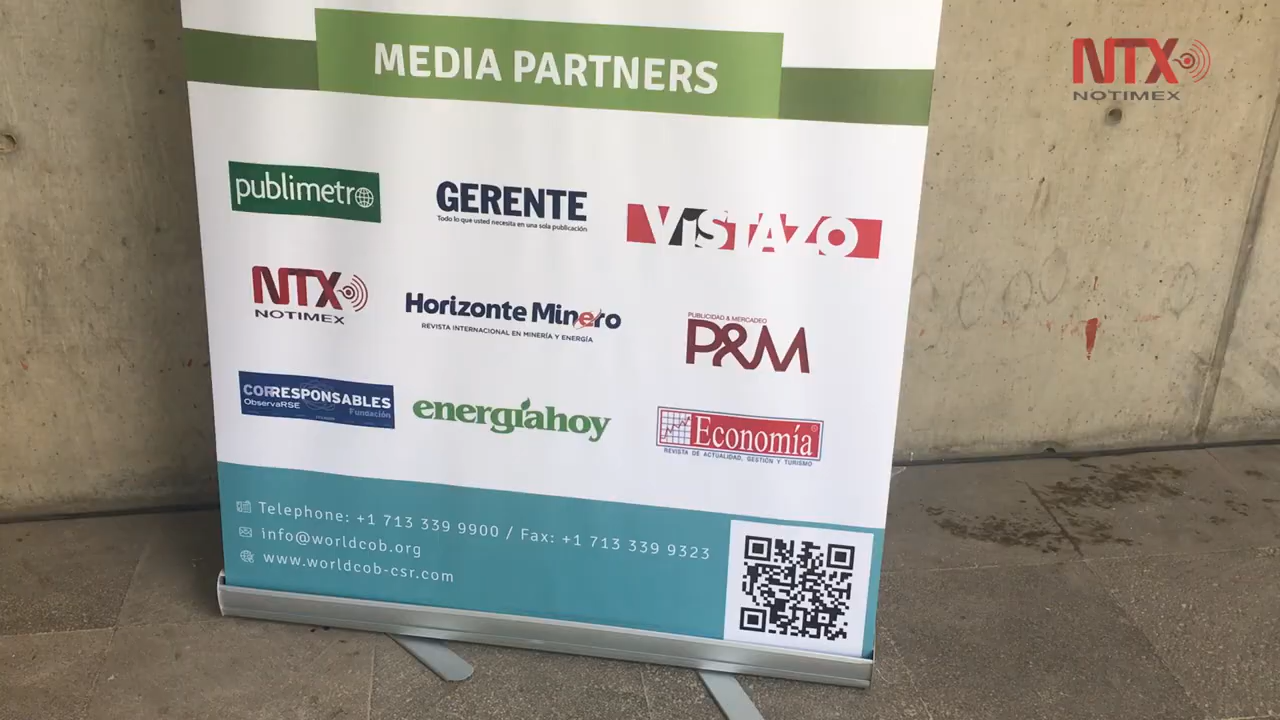 MEDIA PARTNERS
NTX
NOTIMEX
publimetro
GERENTE
Todo lo que usted necesita en una sola publicación
ViSTAZO
NTX
NOTIMEX
Horizonte Minero
REVISTA INTERNACIONAL EN MINERÍA Y ENERGÍA
PUBLICIDAD & MERCADEO
P&M
CORRESPONSABLES
ObservaRSE
Fundación
energíahoy
Economía®
REVISTA DE ACTUALIDAD, GESTIÓN Y TURISMO
Telephone: +1 713 339 9900 / Fax: +1 713 339 9323
info@worldcob.org
www.worldcob-csr.com